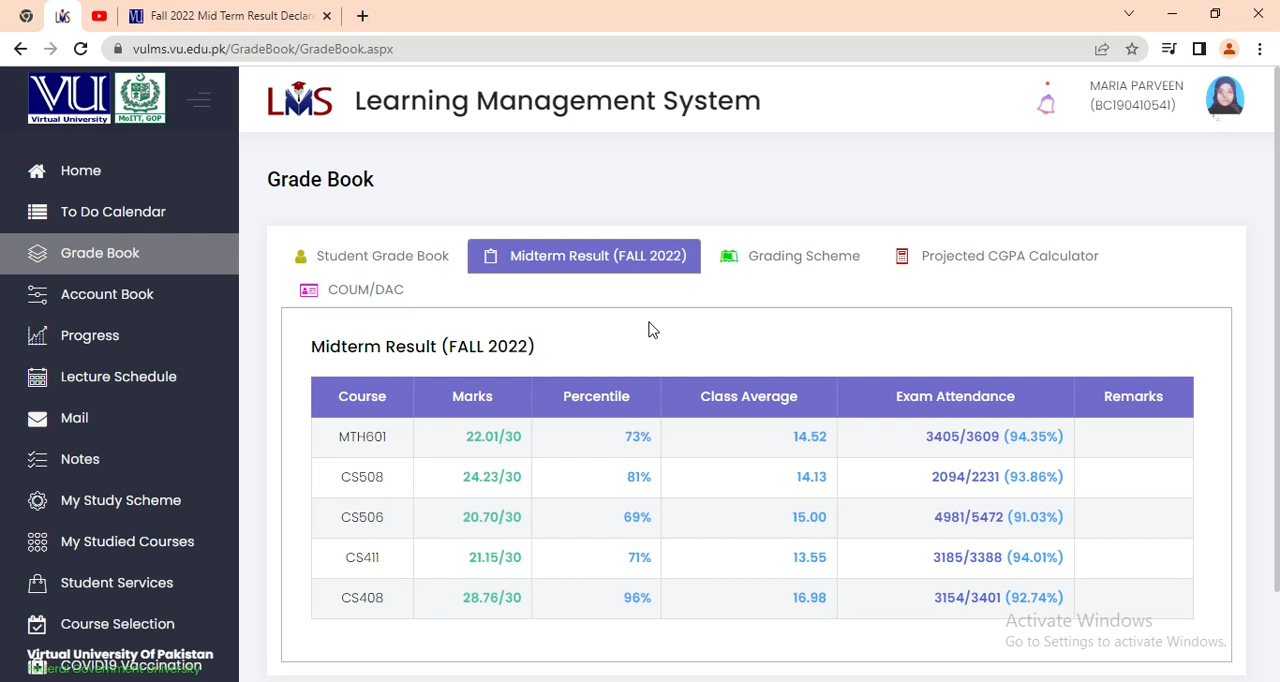 Fall 2022 Mid Term Result Declar
vulms.vu.edu.pk/GradeBook/GradeBook.aspx
VU
Virtual University
MoITT, GOP
LMS
Learning Management System
MARIA PARVEEN
(BC190410541)
Home
To Do Calendar
Grade Book
Account Book
Progress
Lecture Schedule
Mail
Notes
My Study Scheme
My Studied Courses
Student Services
Course Selection
COVID19 Vaccination
Virtual University Of Pakistan
Federal Government University
Grade Book
Student Grade Book
Midterm Result (FALL 2022)
Grading Scheme
Projected CGPA Calculator
COUM/DAC
Midterm Result (FALL 2022)
Course Marks Percentile Class Average Exam Attendance Remarks
MTH601 22.01/30 73% 14.52 3405/3609 (94.35%)
CS508 24.23/30 81% 14.13 2094/2231 (93.86%)
CS506 20.70/30 69% 15.00 4981/5472 (91.03%)
CS411 21.15/30 71% 13.55 3185/3388 (94.01%)
CS408 28.76/30 96% 16.98 3154/3401 (92.74%)
Activate Windows
Go to Settings to activate Windows.